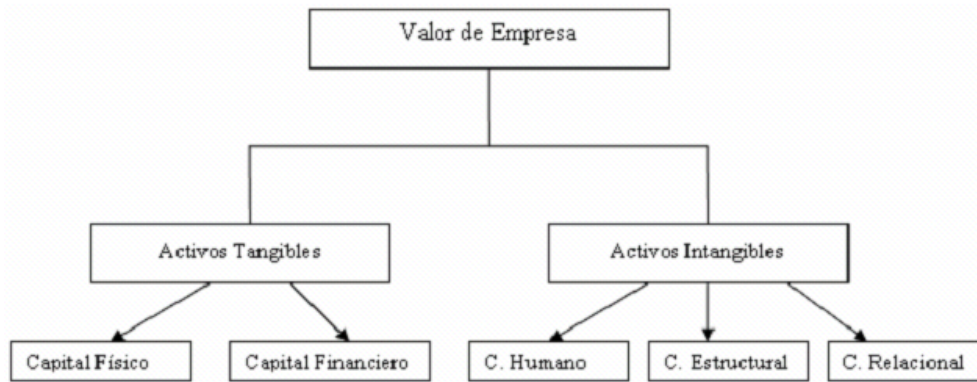 Valor de Empresa
Activos Tangibles
Activos Intangibles
Capital Físico
Capital Financiero
C. Humano
C. Estructural
C. Relacional